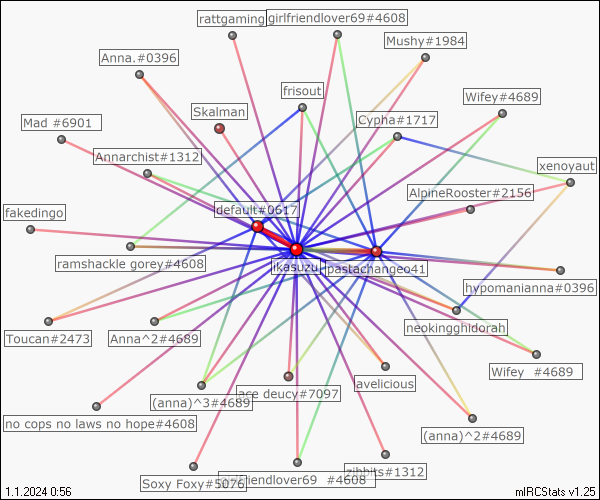 rattgaming
girlfriendlover69#4608
Mushy#1984
Anna.#0396
frisout
Wifey#4689
Skalman
Cypha#1717
Mad #6901
Annarchist#1312
xenoyaut
AlpineRooster#2156
default#0617
fakedingo
ramshackle gorey#4608
ikasuzu
pastachangeo41
hypomanianna#0396
neokingghidorah
Toucan#2473
Anna^2#4689
Wifey #4689
avelicious
ace deucy#7097
(anna)^3#4689
no cops no laws no hope#4608
(anna)^2#4689
zibbits#1312
Soxy Foxy#5076
girlfriendlover69 #4608
1.1.2024 0:56
mIRCStats v1.25